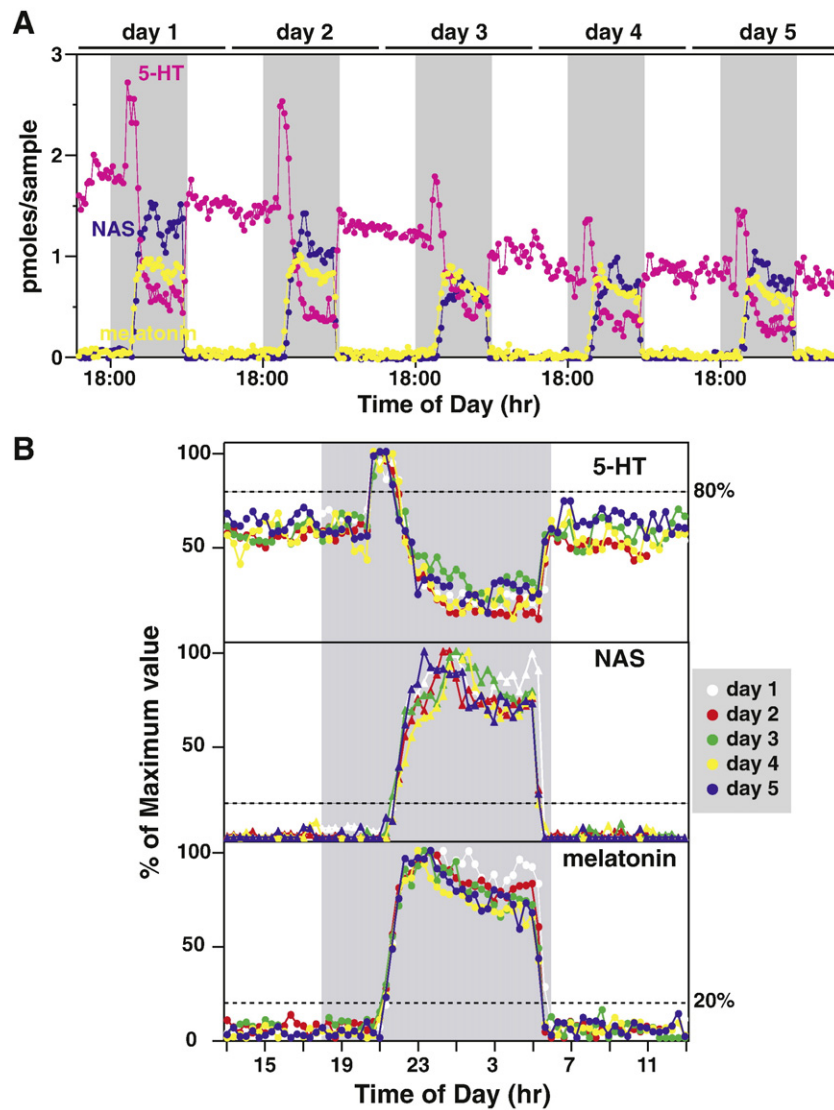 A
day 1 day 2 day 3 day 4 day 5
3
5-HT
2
NAS
1
melatonin
0
pmoles/sample
18:00 18:00 18:00 18:00 18:00
Time of Day (hr)
B
100
5-HT
80%
50
100
NAS
50
day 1
day 2
day 3
day 4
day 5
100
melatonin
50
20%
0
% of Maximum value
15 19 23 3 7 11
Time of Day (hr)